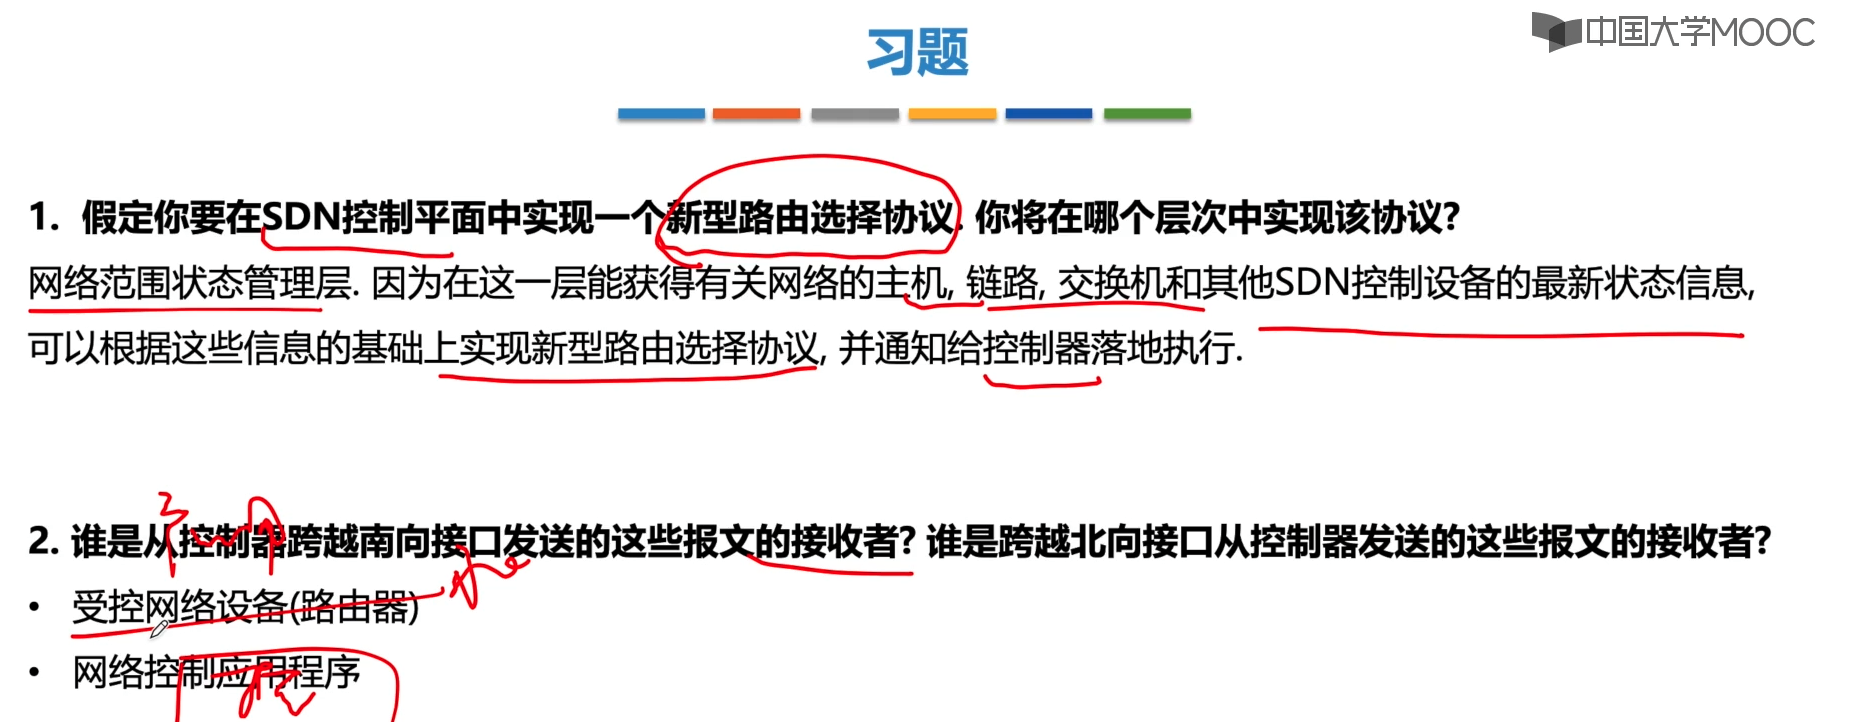 习题
中国大学MOOC
1. 假定你要在SDN控制平面中实现一个新型路由选择协议. 你将在哪个层次中实现该协议?
网络范围状态管理层. 因为在这一层能获得有关网络的主机, 链路, 交换机和其他SDN控制设备的最新状态信息,
可以根据这些信息的基础上实现新型路由选择协议, 并通知给控制器落地执行.
2. 谁是从控制器跨越南向接口发送的这些报文的接收者? 谁是跨越北向接口从控制器发送的这些报文的接收者?
• 受控网络设备(路由器)
• 网络控制应用程序